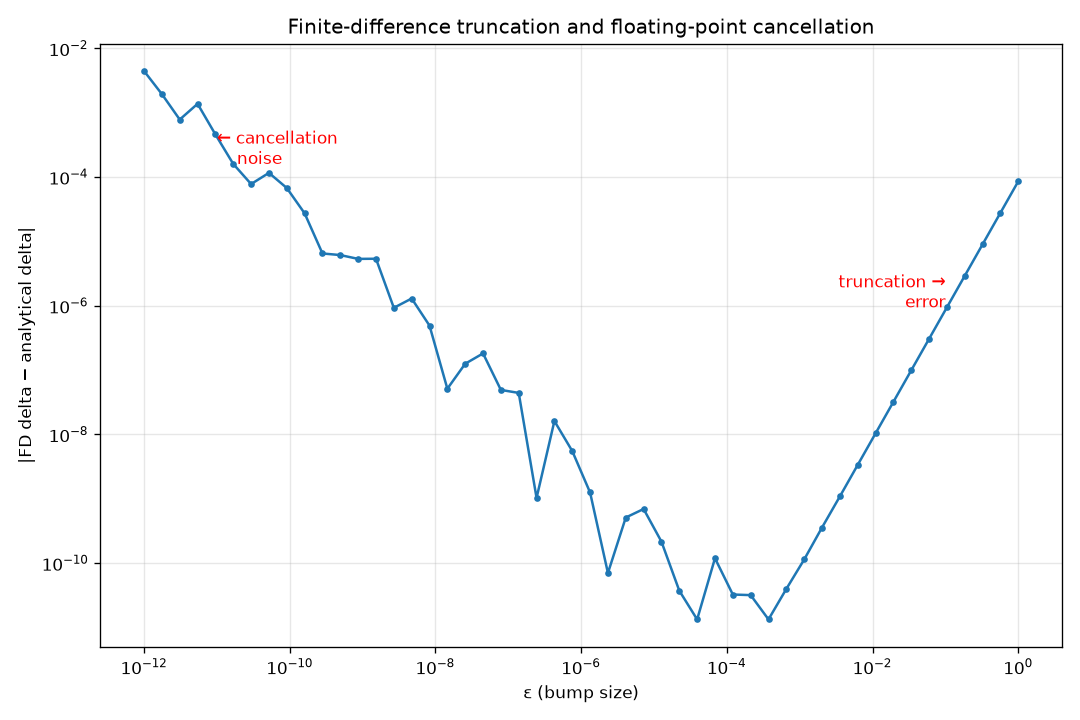 Finite-difference truncation and floating-point cancellation
|FD delta − analytical delta|
10⁻²
10⁻⁴
10⁻⁶
10⁻⁸
10⁻¹⁰
← cancellation
noise
truncation →
error
10⁻¹²
10⁻¹⁰
10⁻⁸
10⁻⁶
10⁻⁴
10⁻²
10⁰
ε (bump size)